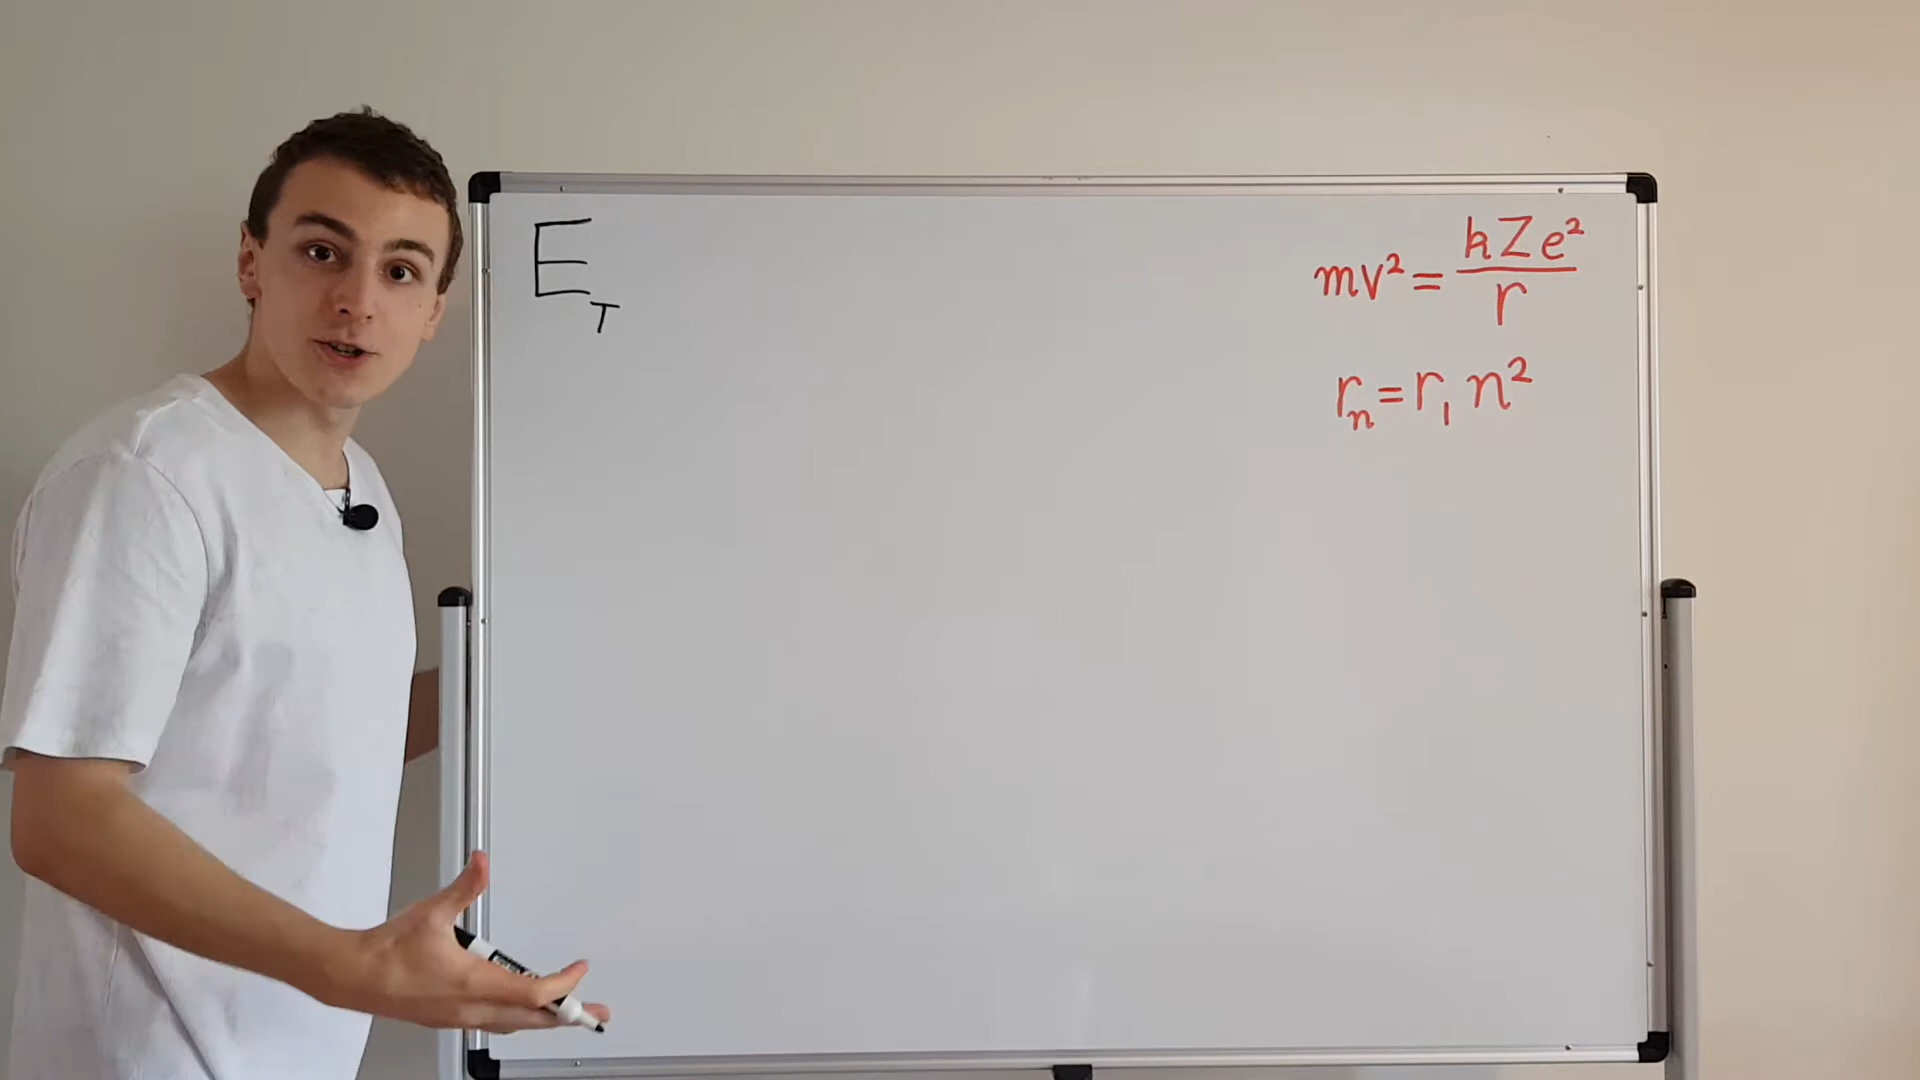 E_T
mv² = kZe²/r
r_n = r_1 n²